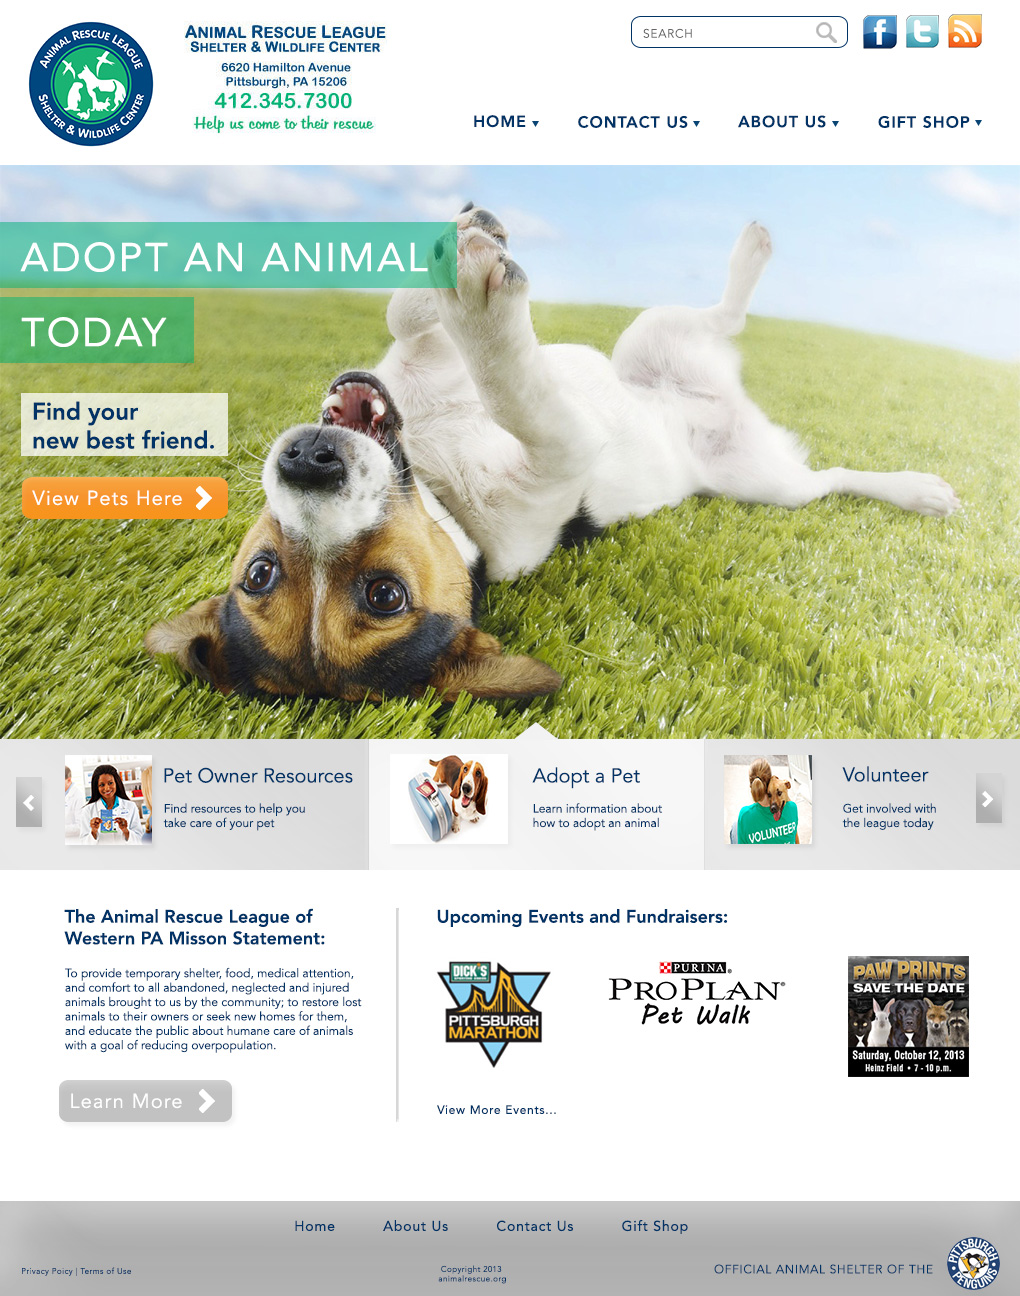 ANIMAL RESCUE LEAGUE
SHELTER & WILDLIFE CENTER
ANIMAL RESCUE LEAGUE
SHELTER & WILDLIFE CENTER
6620 Hamilton Avenue
Pittsburgh, PA 15206
412.345.7300
Help us come to their rescue
SEARCH
HOME
CONTACT US
ABOUT US
GIFT SHOP
ADOPT AN ANIMAL
TODAY
Find your
new best friend.
View Pets Here
Pet Owner Resources
Find resources to help you
take care of your pet
Adopt a Pet
Learn information about
how to adopt an animal
VOLUNTEER
Volunteer
Get involved with
the league today
The Animal Rescue League of
Western PA Misson Statement:
To provide temporary shelter, food, medical attention,
and comfort to all abandoned, neglected and injured
animals brought to us by the community; to restore lost
animals to their owners or seek new homes for them,
and educate the public about humane care of animals
with a goal of reducing overpopulation.
Learn More
Upcoming Events and Fundraisers:
DICK'S
PITTSBURGH
MARATHON
PURINA®
PRO PLAN®
Pet Walk
PAW PRINTS
SAVE THE DATE
Saturday, October 12, 2013
Heinz Field • 7 - 10 p.m.
View More Events...
Home
About Us
Contact Us
Gift Shop
Privacy Poicy | Terms of Use
Copyright 2013
animalrescue.org
OFFICIAL ANIMAL SHELTER OF THE
PITTSBURGH
PENGUINS